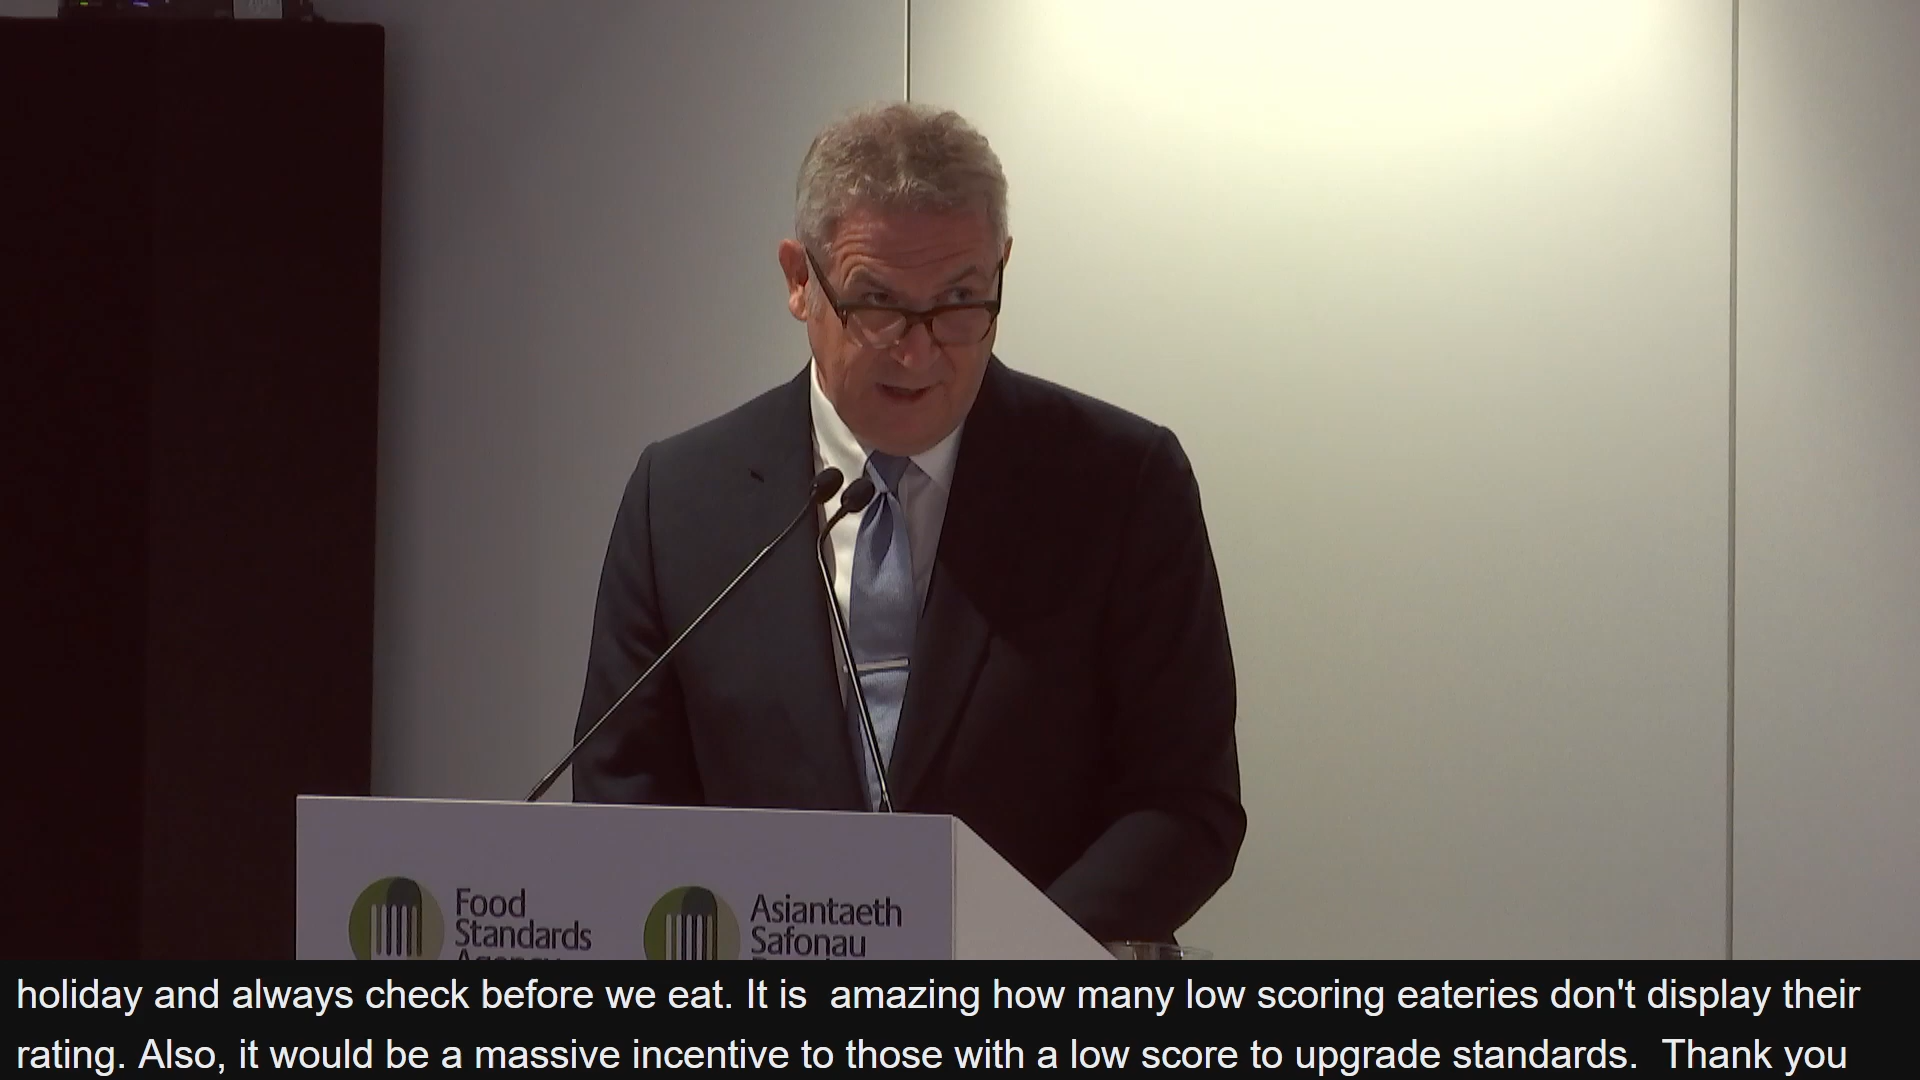 Food
Standards
Agency
Asiantaeth
Safonau
holiday and always check before we eat. It is  amazing how many low scoring eateries don't display their
rating. Also, it would be a massive incentive to those with a low score to upgrade standards.  Thank you